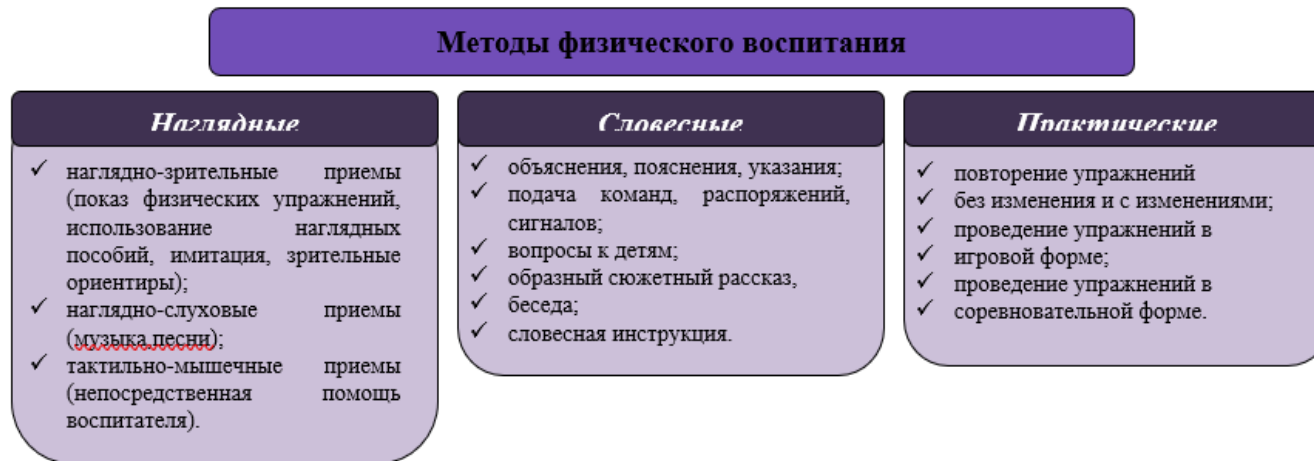 Методы физического воспитания
Наглядные
✓ наглядно-зрительные приемы
(показ физических упражнений,
использование наглядных
пособий, имитация, зрительные
ориентиры);
✓ наглядно-слуховые приемы
(музыка,песни);
✓ тактильно-мышечные приемы
(непосредственная помощь
воспитателя).
Словесные
✓ объяснения, пояснения, указания;
✓ подача команд, распоряжений,
сигналов;
✓ вопросы к детям;
✓ образный сюжетный рассказ,
✓ беседа;
✓ словесная инструкция.
Практические
✓ повторение упражнений
✓ без изменения и с изменениями;
✓ проведение упражнений в
✓ игровой форме;
✓ проведение упражнений в
✓ соревновательной форме.